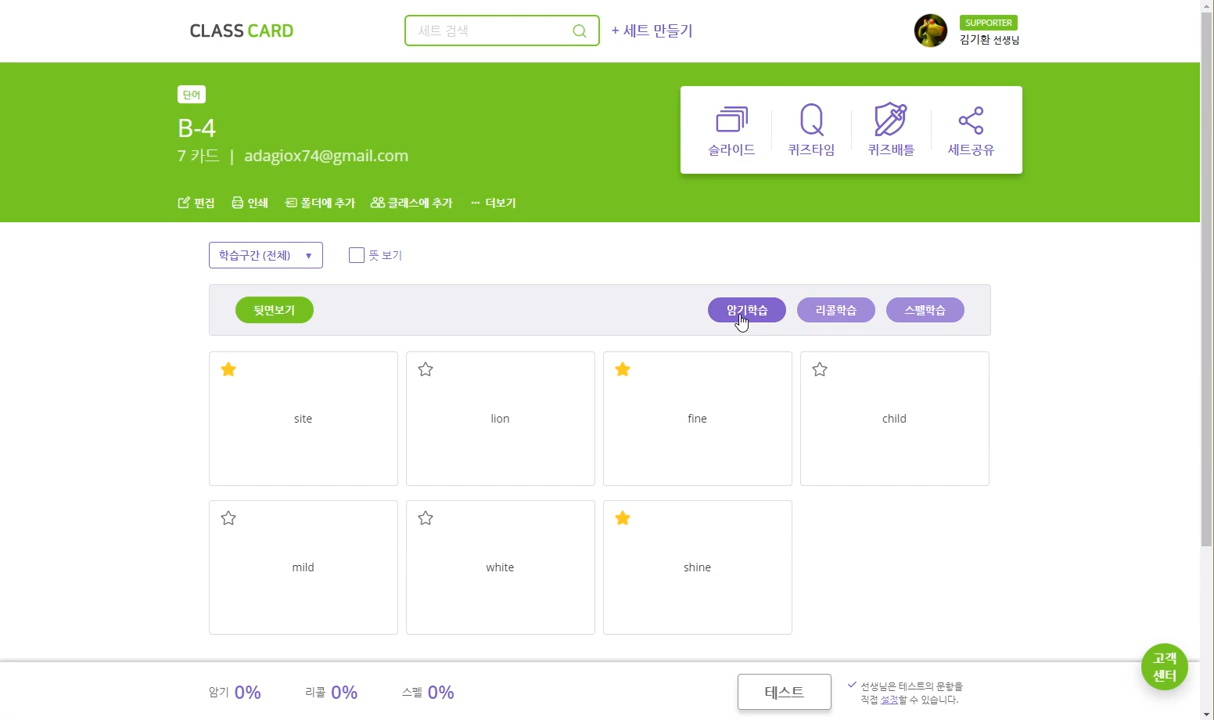 CLASS CARD
세트 검색
+ 세트 만들기
SUPPORTER
김기환 선생님
단어
B-4
7 카드 | adagiox74@gmail.com
슬라이드
퀴즈타임
퀴즈배틀
세트공유
편집
인쇄
폴더에 추가
클래스에 추가
··· 더보기
학습구간 (전체) ▼
뜻 보기
뒷면보기
암기학습
리콜학습
스펠학습
site
lion
fine
child
mild
white
shine
암기 0%
리콜 0%
스펠 0%
테스트
선생님은 테스트의 문항을
직접 설정할 수 있습니다.
고객
센터